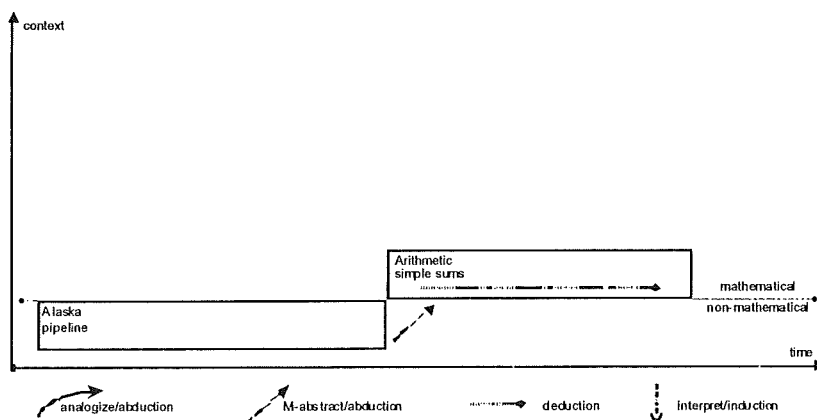 context
Arithmetic
simple sums
mathematical
Alaska
pipeline
non-mathematical
time
analogize/abduction
M-abstract/abduction
deduction
interpret/induction